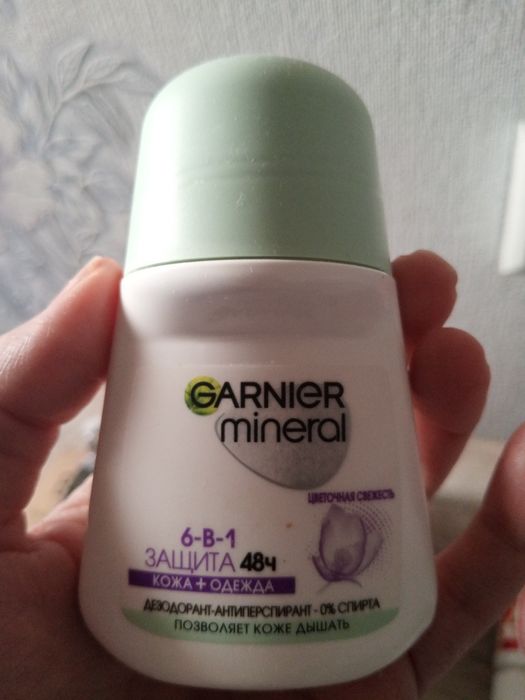 GARNIER
mineral
ЦВЕТОЧНАЯ СВЕЖЕСТЬ
6-В-1
ЗАЩИТА 48ч
КОЖА + ОДЕЖДА
ДЕЗОДОРАНТ-АНТИПЕРСПИРАНТ - 0% СПИРТА
ПОЗВОЛЯЕТ КОЖЕ ДЫШАТЬ